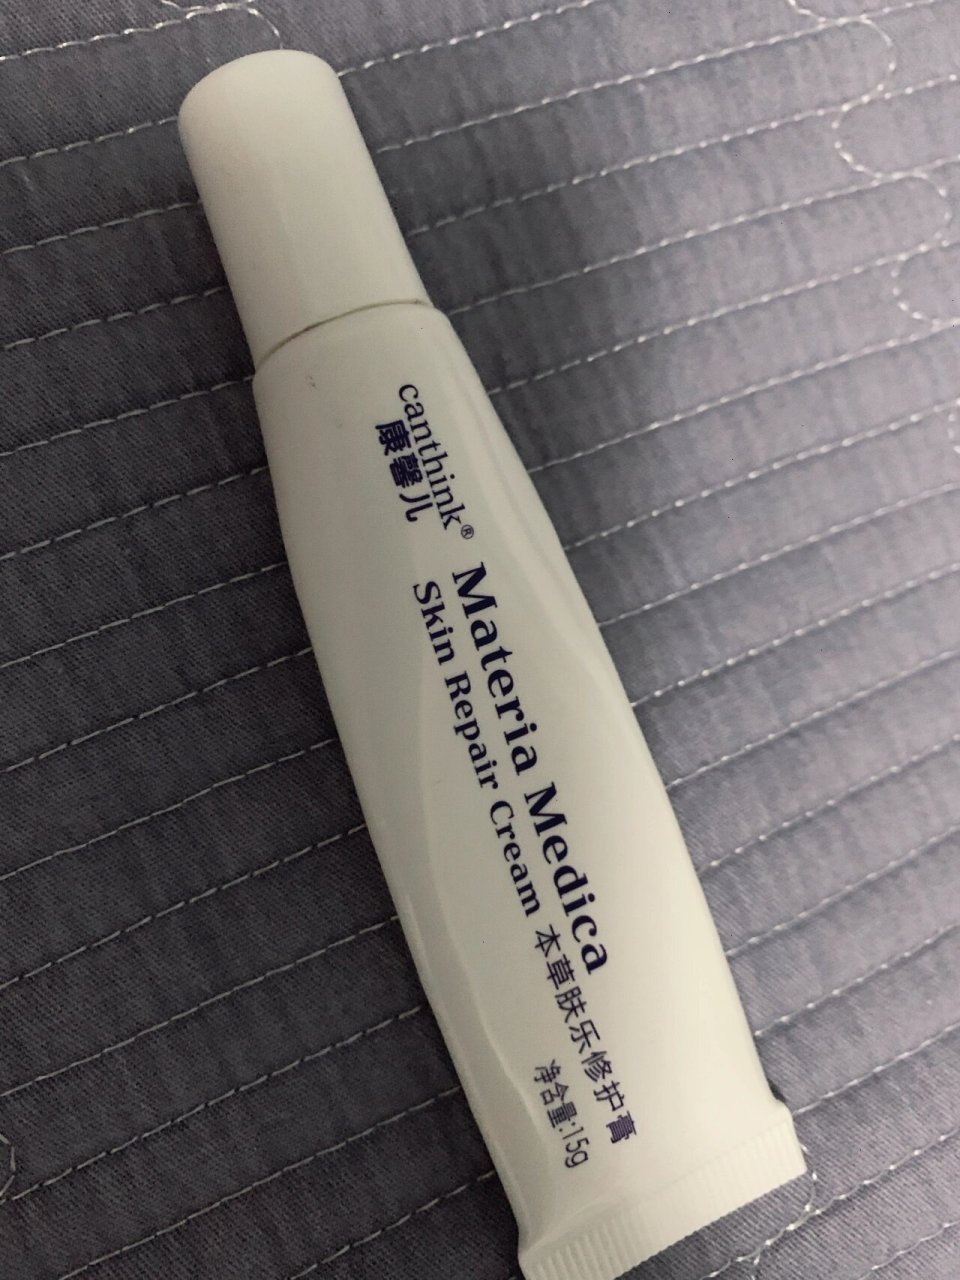 canthink®
康馨儿
Materia Medica
Skin Repair Cream 本草肤乐修护膏
净含量:15g